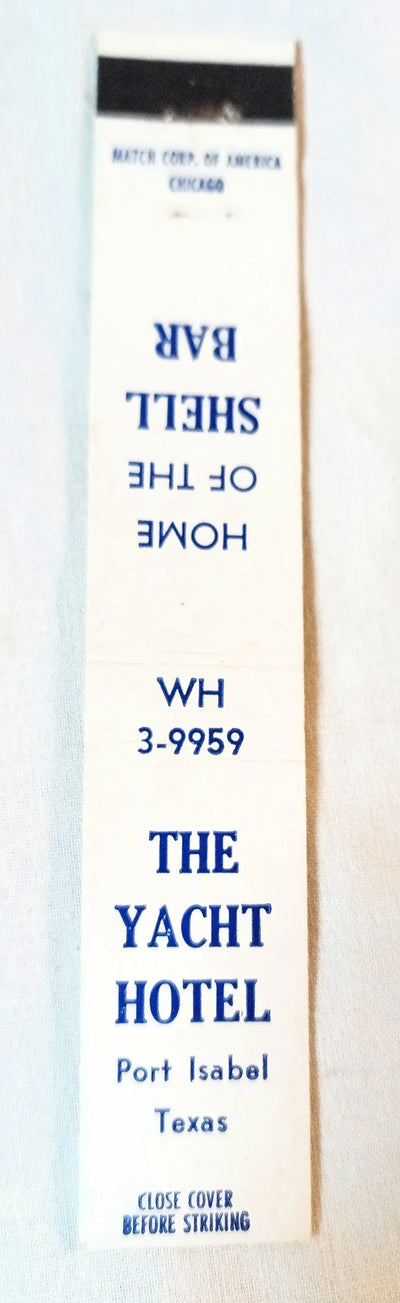 MATCH CORP. OF AMERICA
CHICAGO
HOME
OF THE
SHELL
BAR
WH
3-9959
THE
YACHT
HOTEL
Port Isabel
Texas
CLOSE COVER
BEFORE STRIKING